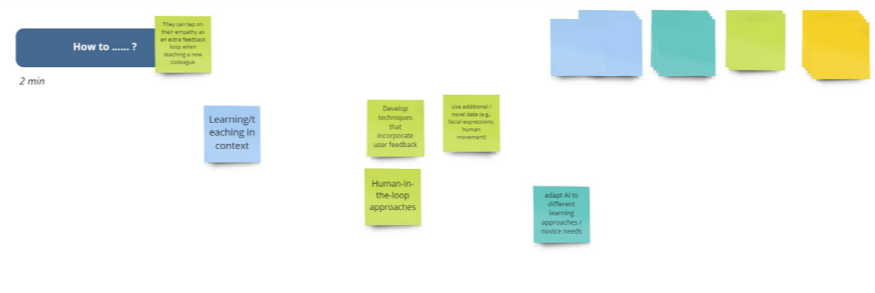 They can tap on
their empathy as
an extra feedback
loop when
teaching a new
colleague
How to ...... ?
2 min
Learning/t
eaching in
context
Develop
techniques
that
incorporate
user feedback
Use additional /
novel data (e.g.,
facial expressions,
human
movement)
Human-in-
the-loop
approaches
adapt AI to
different
learning
approaches /
novice needs